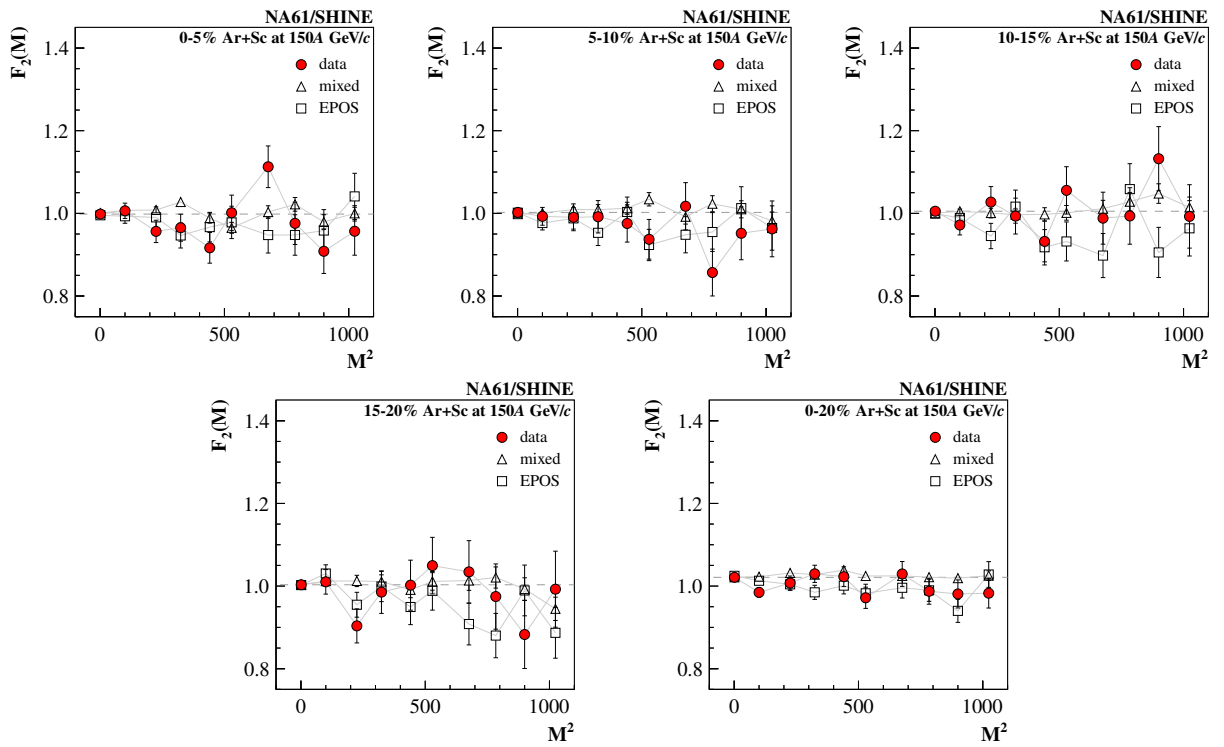 NA61/SHINE
0-5% Ar+Sc at 150A GeV/c
F₂(M)
data
mixed
EPOS
1.4
1.2
1.0
0.8
0
500
1000
M²
NA61/SHINE
5-10% Ar+Sc at 150A GeV/c
F₂(M)
data
mixed
EPOS
1.4
1.2
1.0
0.8
0
500
1000
M²
NA61/SHINE
10-15% Ar+Sc at 150A GeV/c
F₂(M)
data
mixed
EPOS
1.4
1.2
1.0
0.8
0
500
1000
M²
NA61/SHINE
15-20% Ar+Sc at 150A GeV/c
F₂(M)
data
mixed
EPOS
1.4
1.2
1.0
0.8
0
500
1000
M²
NA61/SHINE
0-20% Ar+Sc at 150A GeV/c
F₂(M)
data
mixed
EPOS
1.4
1.2
1.0
0.8
0
500
1000
M²